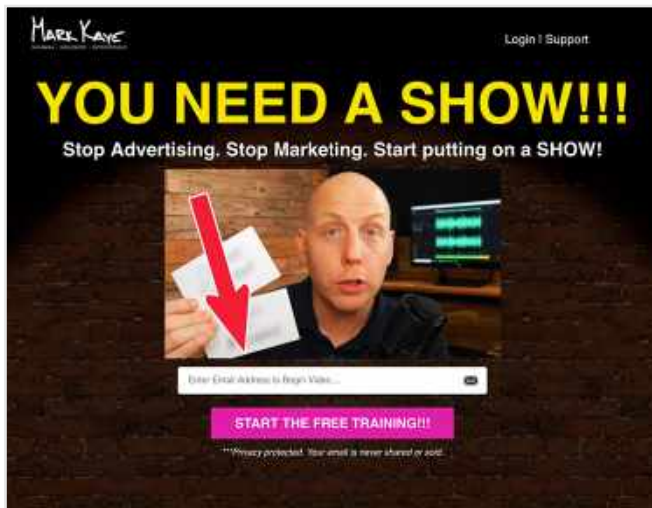 MARK KAYE
Login | Support
YOU NEED A SHOW!!!
Stop Advertising. Stop Marketing. Start putting on a SHOW!
Enter Email Address to Begin Video...
START THE FREE TRAINING!!!
***Privacy protected. Your email is never shared or sold.